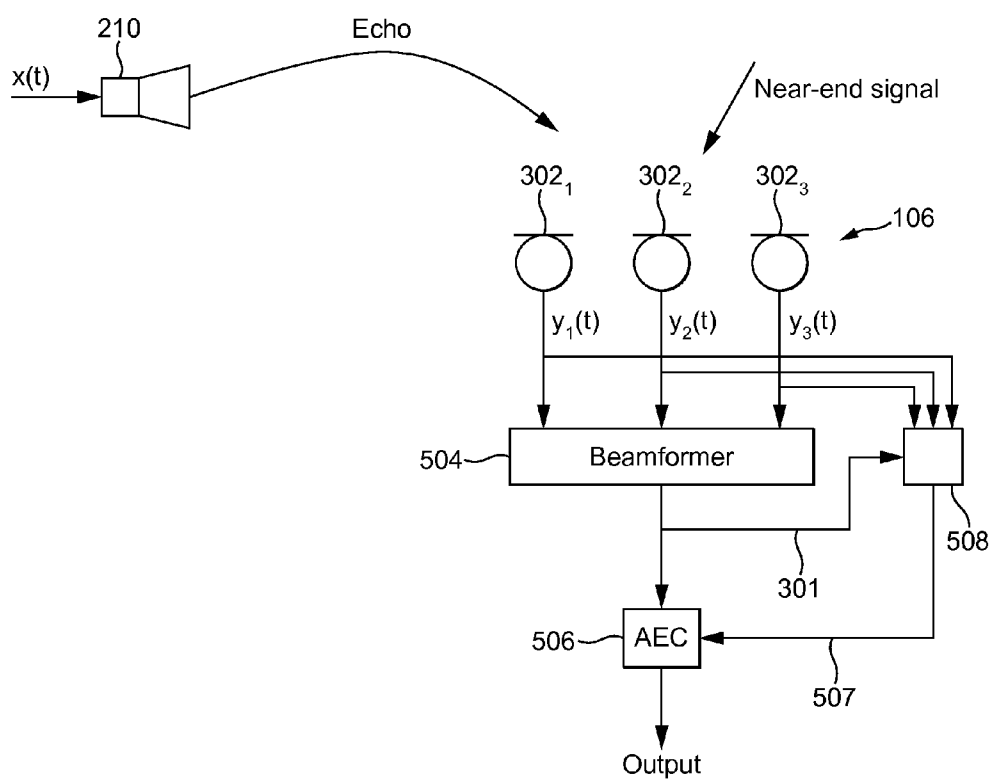 210
Echo
x(t)
Near-end signal
302₁
302₂
302₃
106
y₁(t)
y₂(t)
y₃(t)
504
Beamformer
508
301
506
AEC
507
Output